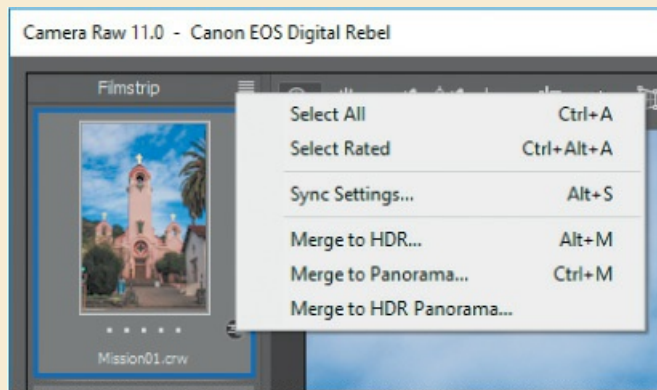 Camera Raw 11.0 - Canon EOS Digital Rebel
Filmstrip
Select All Ctrl+A
Select Rated Ctrl+Alt+A
Sync Settings... Alt+S
Merge to HDR... Alt+M
Merge to Panorama... Ctrl+M
Merge to HDR Panorama...
Mission01.crw